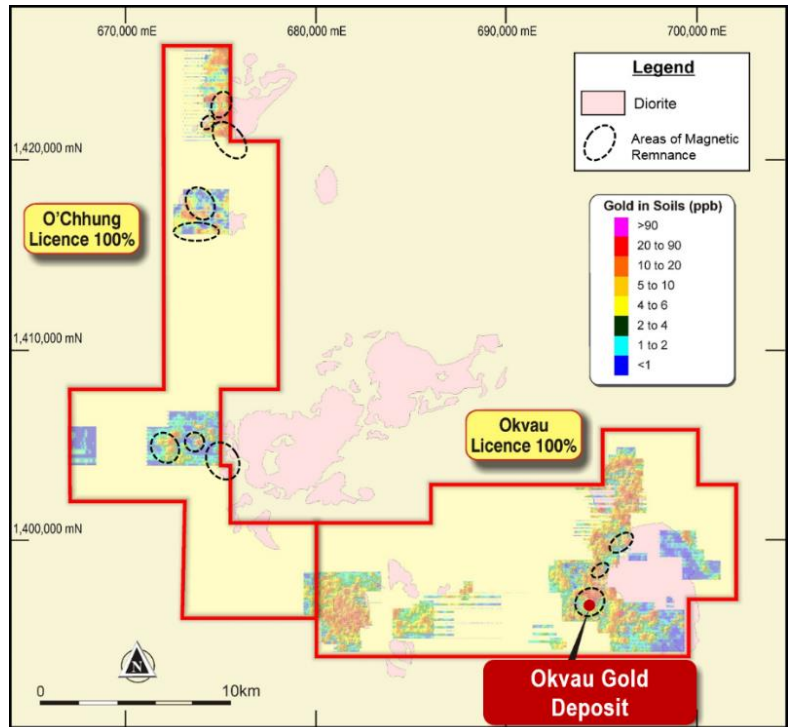 670,000 mE
680,000 mE
690,000 mE
700,000 mE
Legend
Diorite
Areas of Magnetic
Remnance
1,420,000 mN
O'Chhung
Licence 100%
Gold in Soils (ppb)
>90
20 to 90
10 to 20
5 to 10
4 to 6
2 to 4
1 to 2
<1
1,410,000 mN
Okvau
Licence 100%
1,400,000 mN
N
0
10km
Okvau Gold
Deposit